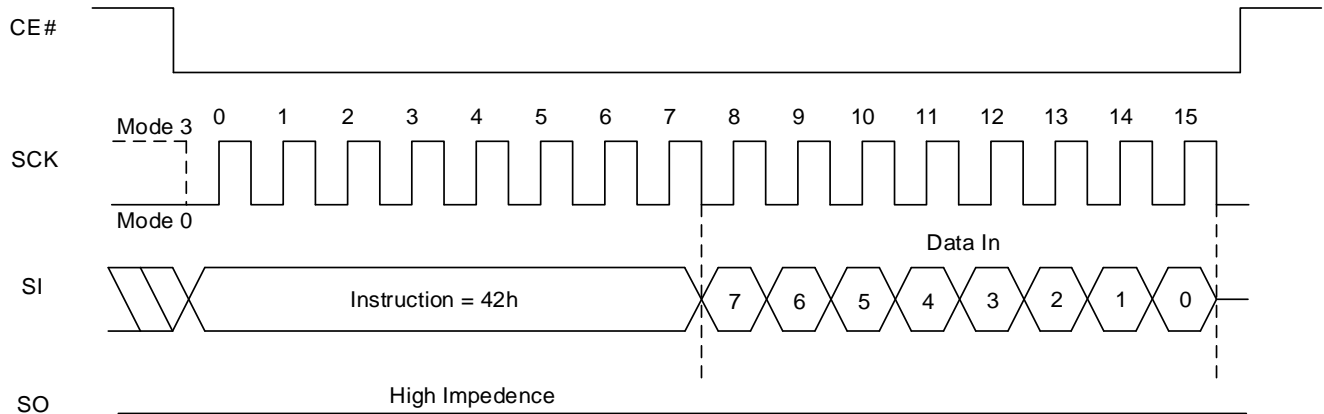 CE#
0 1 2 3 4 5 6 7 8 9 10 11 12 13 14 15
Mode 3
SCK
Mode 0
Data In
SI
Instruction = 42h
7 6 5 4 3 2 1 0
High Impedence
SO